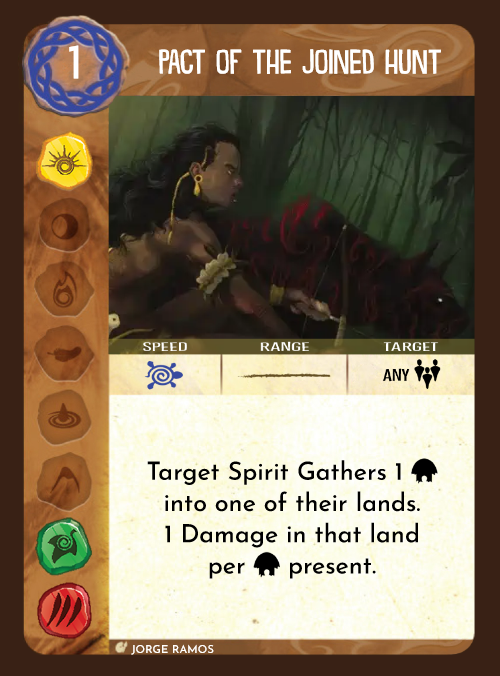 1
PACT OF THE JOINED HUNT
SPEED RANGE TARGET
ANY
Target Spirit Gathers 1
into one of their lands.
1 Damage in that land
per present.
JORGE RAMOS